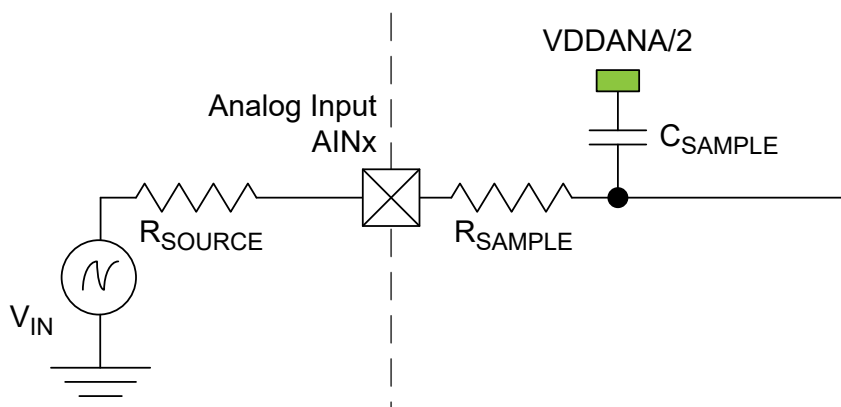 VDDANA/2
Analog Input
AINx
CSAMPLE
RSOURCE
RSAMPLE
VIN